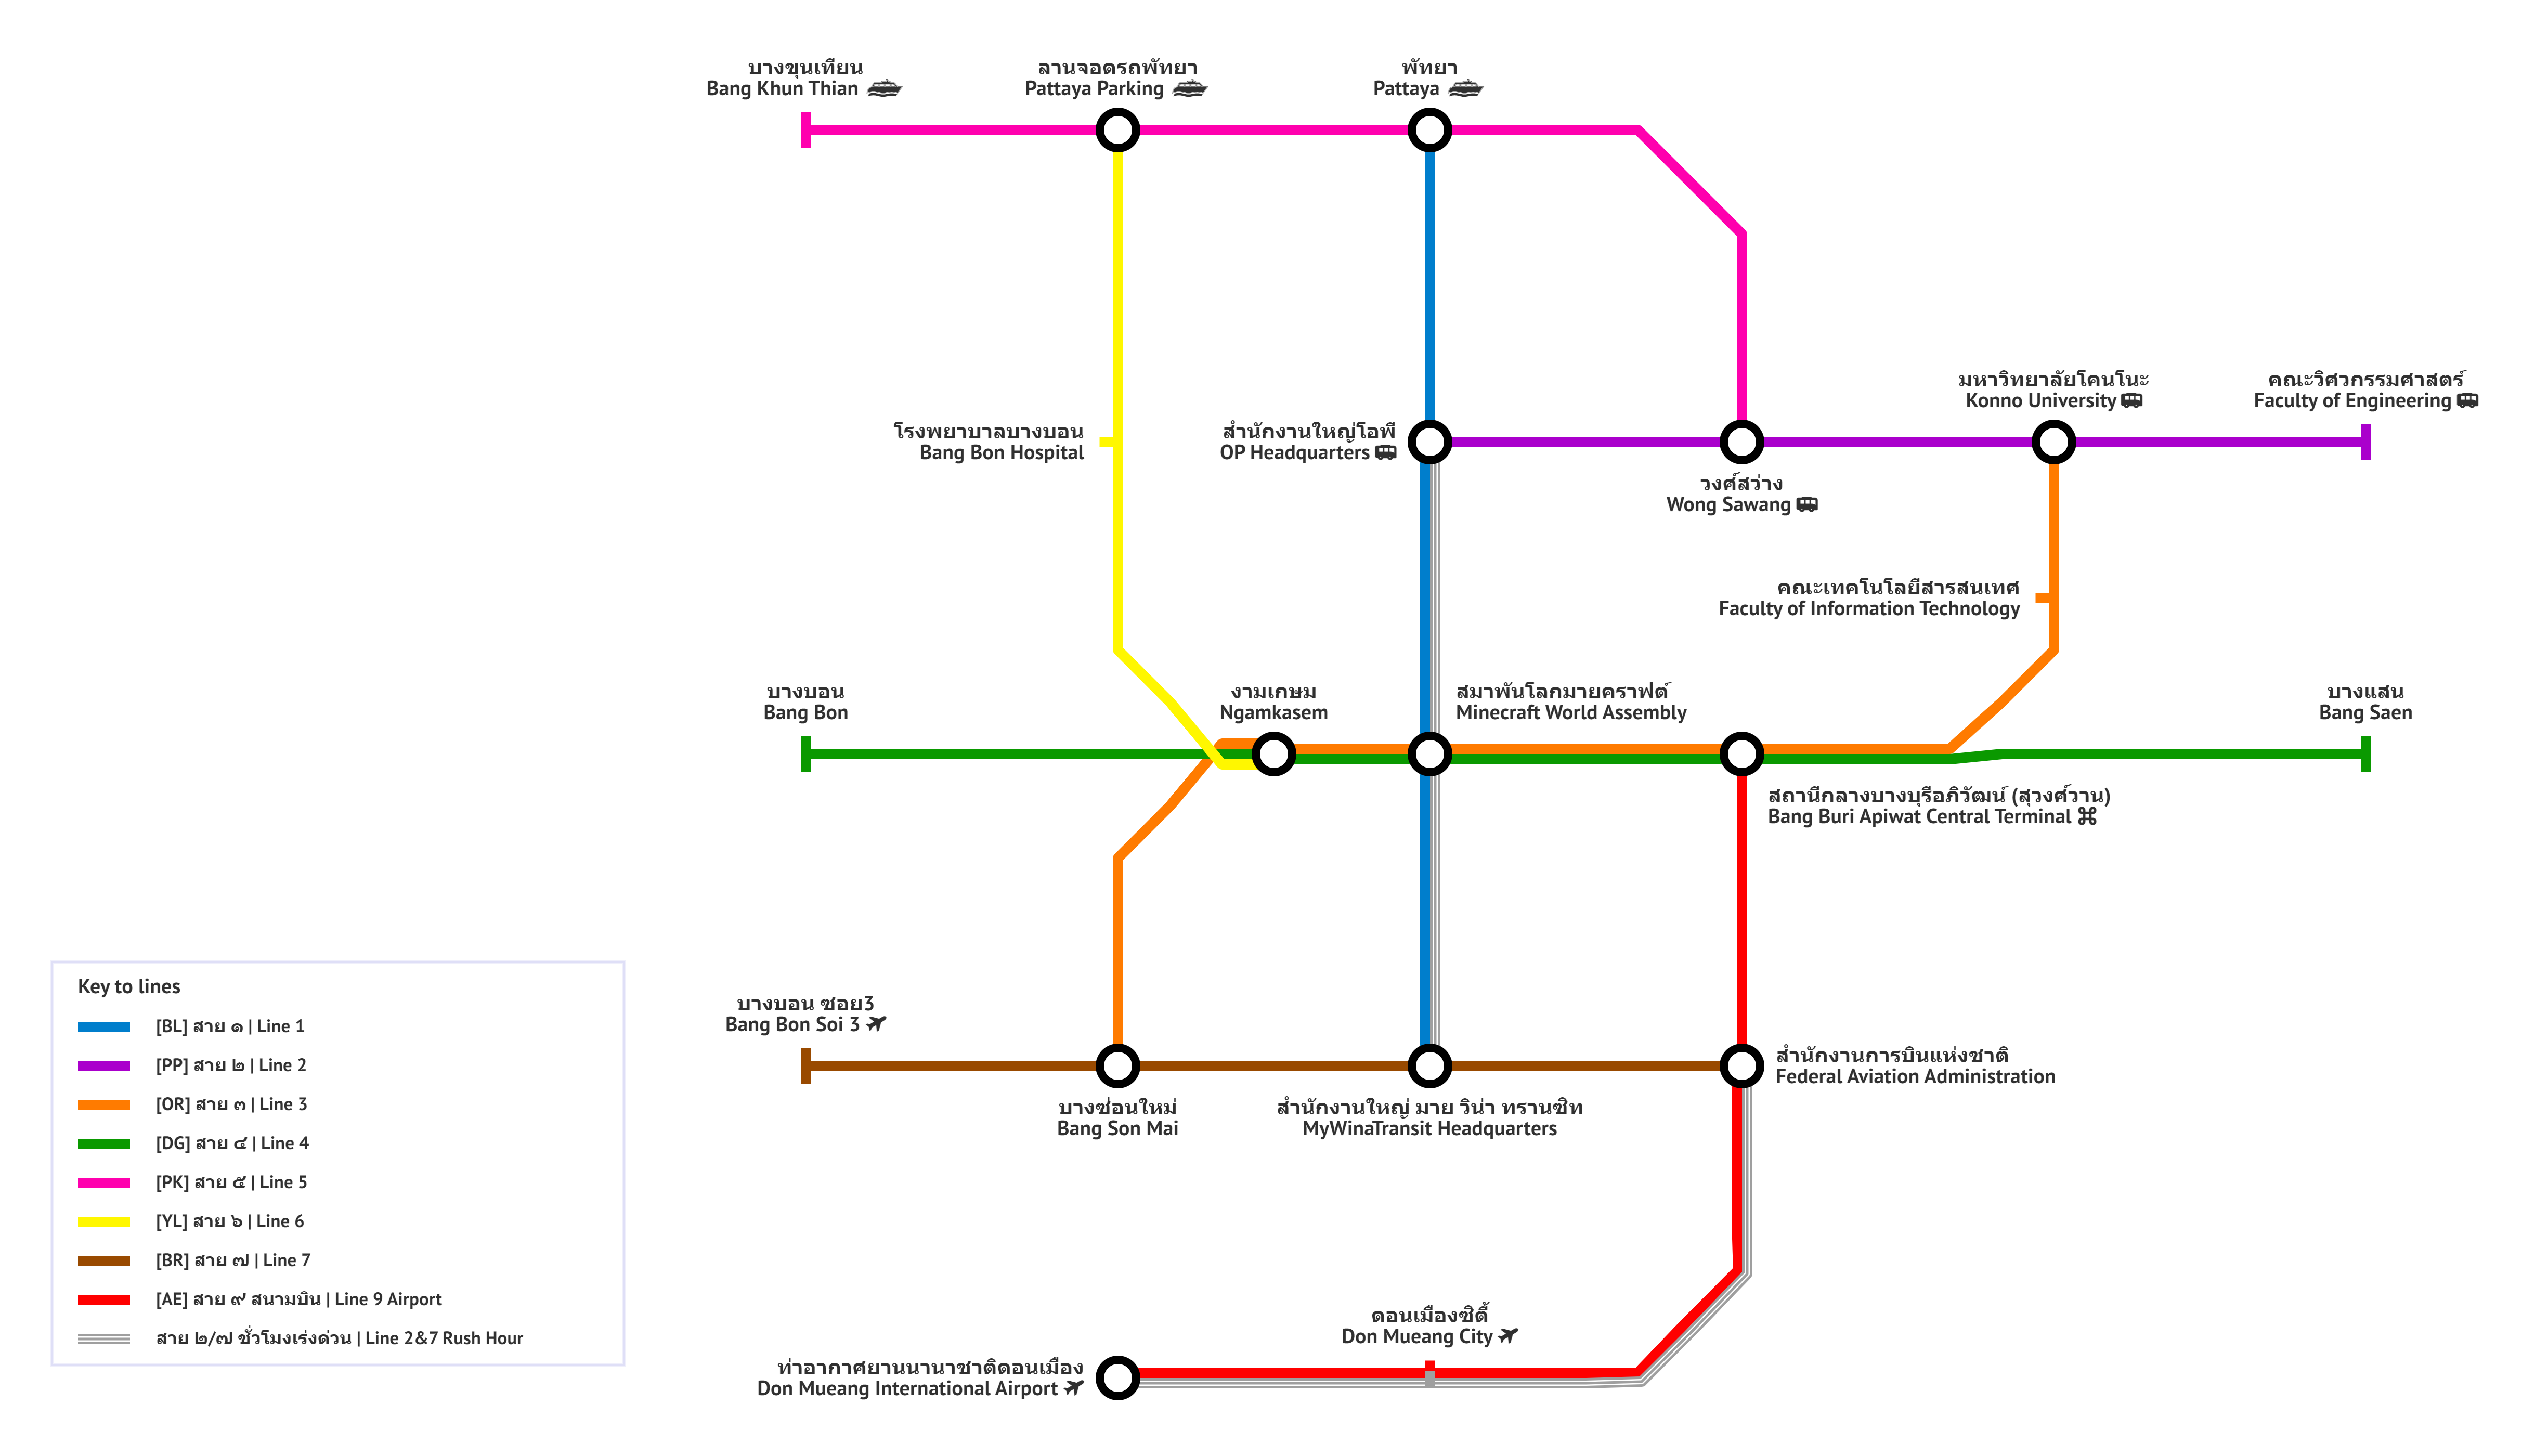 บางขุนเทียน
Bang Khun Thian
ลานจอดรถพัทยา
Pattaya Parking
พัทยา
Pattaya
โรงพยาบาลบางบอน
Bang Bon Hospital
สำนักงานใหญ่โอพี
OP Headquarters
วงศ์สว่าง
Wong Sawang
มหาวิทยาลัยโคนโนะ
Konno University
คณะวิศวกรรมศาสตร์
Faculty of Engineering
คณะเทคโนโลยีสารสนเทศ
Faculty of Information Technology
บางบอน
Bang Bon
งามเกษม
Ngamkasem
สมาพันโลกมายคราฟต์
Minecraft World Assembly
บางแสน
Bang Saen
สถานีกลางบางบุรีอภิวัฒน์ (สุวงศ์วาน)
Bang Buri Apiwat Central Terminal
บางบอน ซอย3
Bang Bon Soi 3
บางซ่อนใหม่
Bang Son Mai
สำนักงานใหญ่ มาย วิน่า ทรานซิท
MyWinaTransit Headquarters
สำนักงานการบินแห่งชาติ
Federal Aviation Administration
ดอนเมืองซิตี้
Don Mueang City
ท่าอากาศยานนานาชาติดอนเมือง
Don Mueang International Airport
Key to lines
[BL] สาย ๑ | Line 1
[PP] สาย ๒ | Line 2
[OR] สาย ๓ | Line 3
[DG] สาย ๔ | Line 4
[PK] สาย ๕ | Line 5
[YL] สาย ๖ | Line 6
[BR] สาย ๗ | Line 7
[AE] สาย ๙ สนามบิน | Line 9 Airport
สาย ๒/๗ ชั่วโมงเร่งด่วน | Line 2&7 Rush Hour